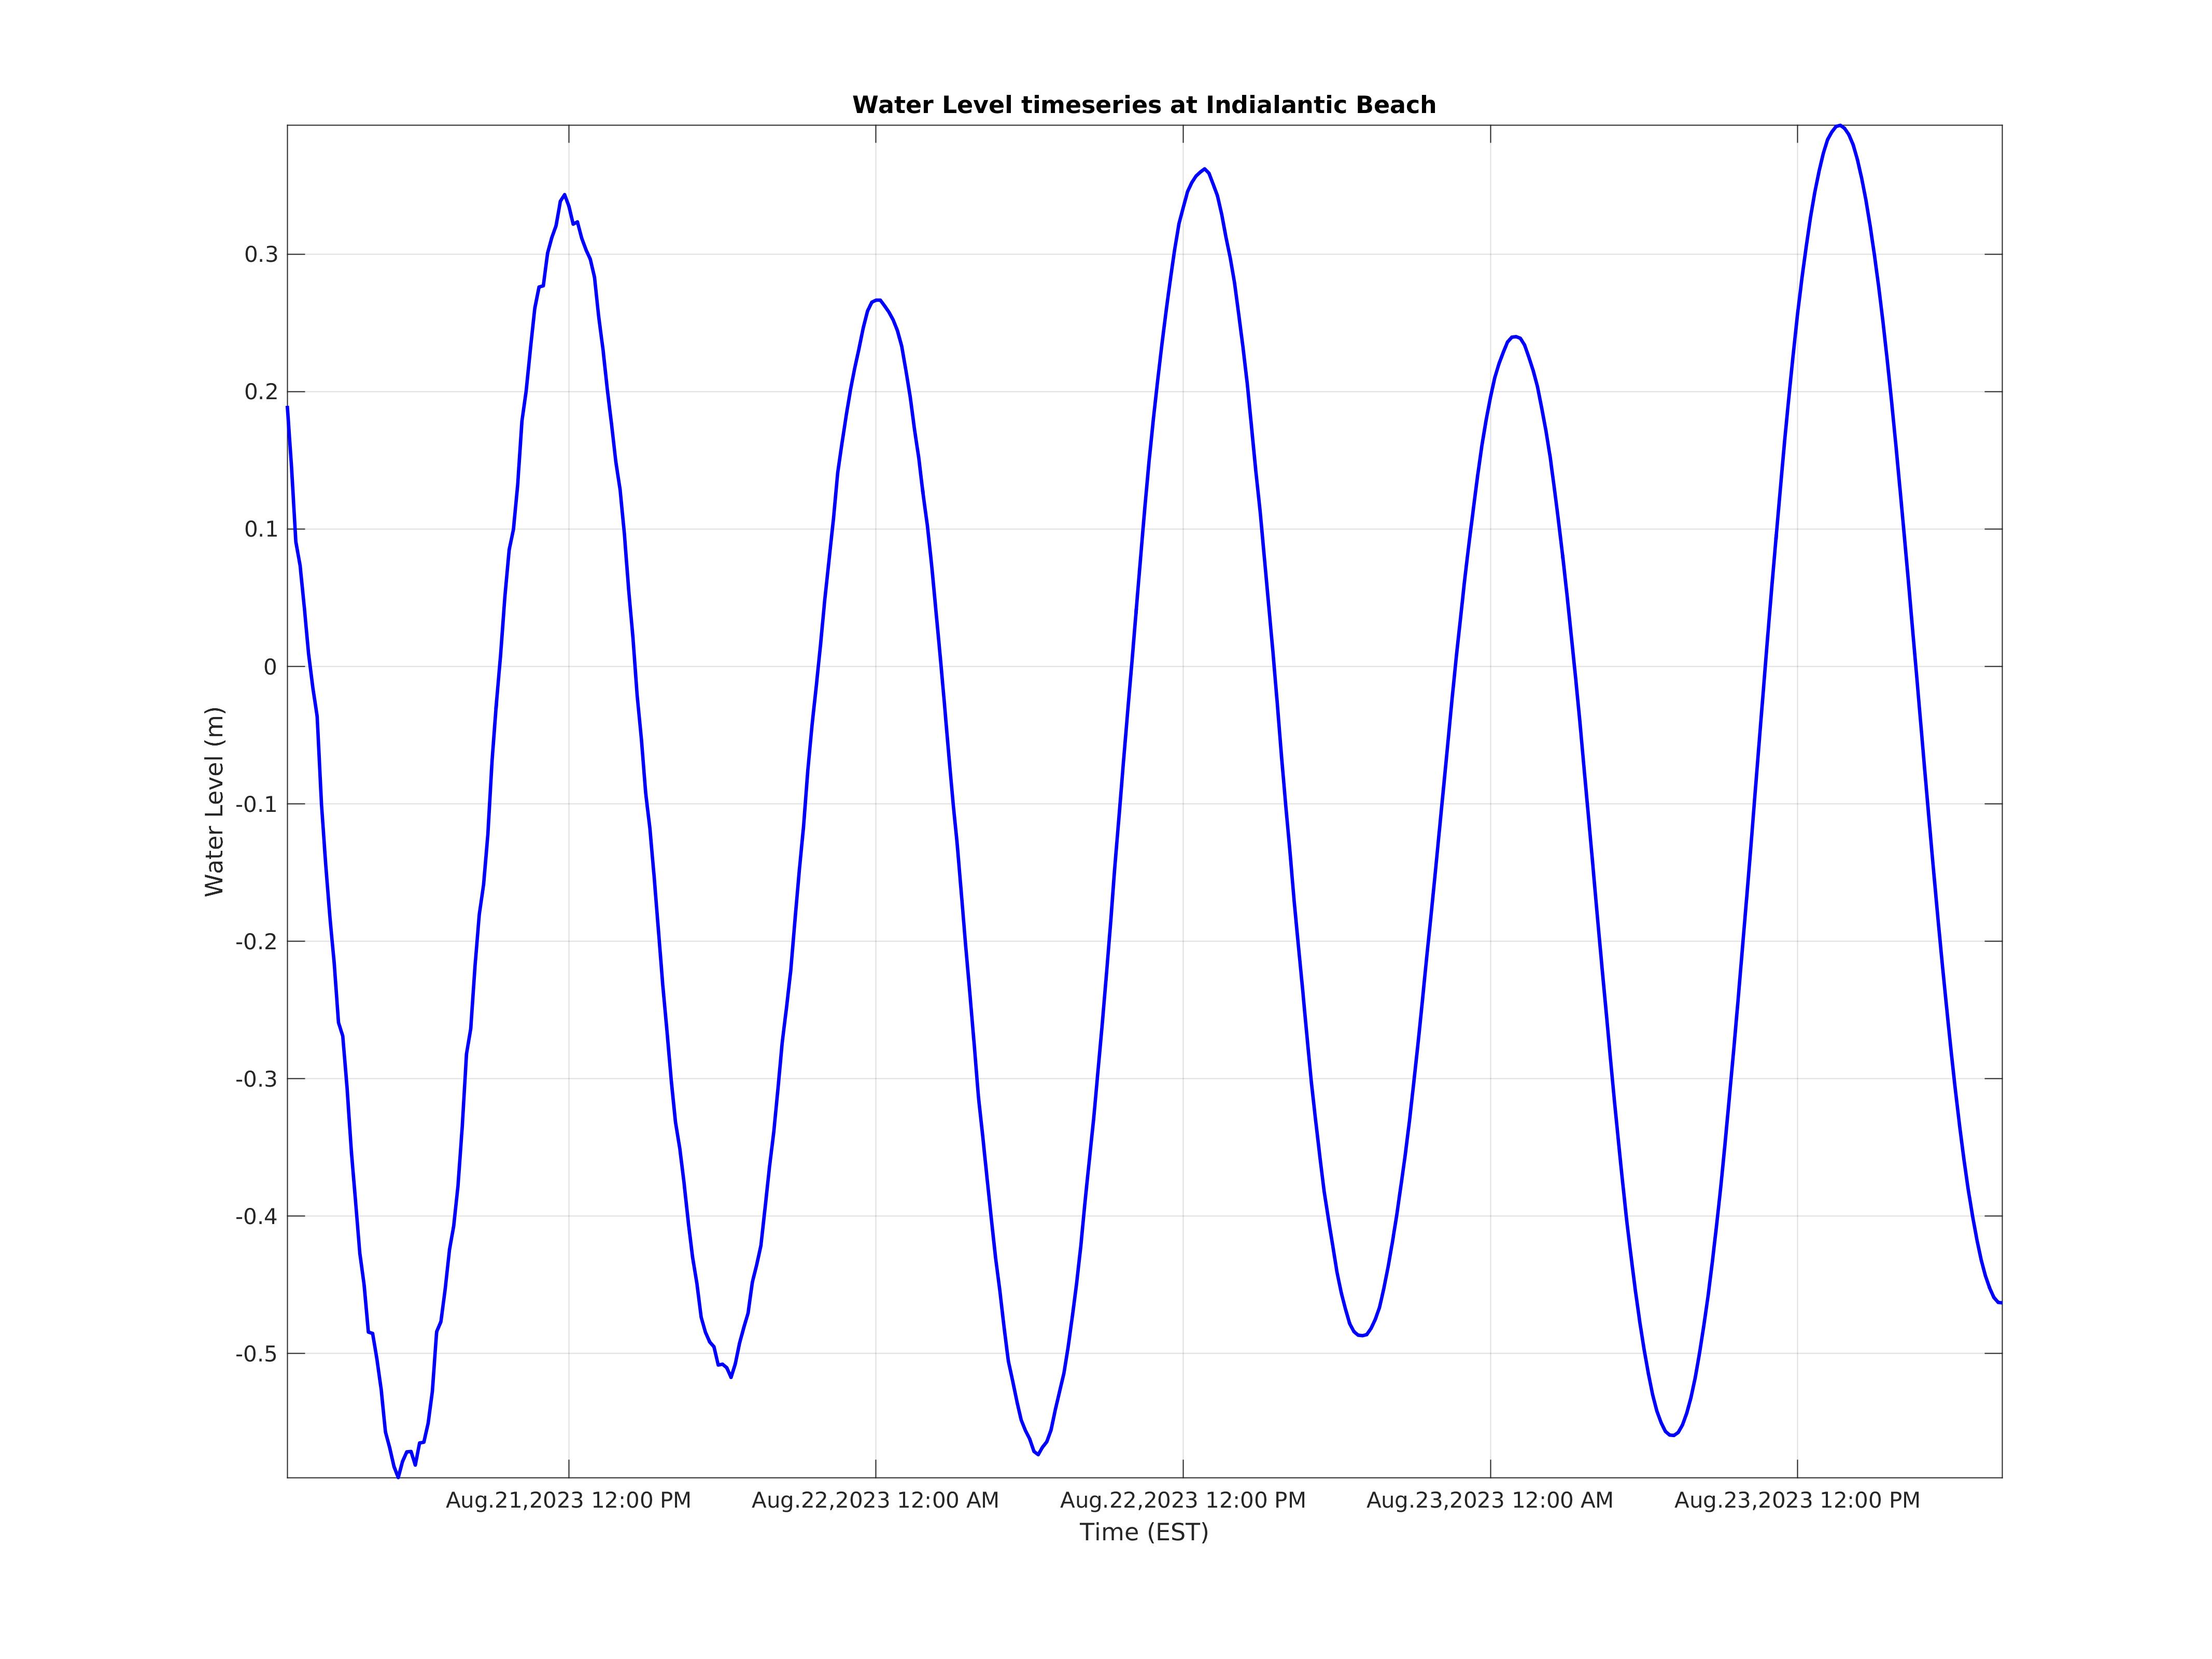 Water Level timeseries at Indialantic Beach
0.3
0.2
0.1
0
-0.1
-0.2
-0.3
-0.4
-0.5
Water Level (m)
Aug.21,2023 12:00 PM
Aug.22,2023 12:00 AM
Aug.22,2023 12:00 PM
Aug.23,2023 12:00 AM
Aug.23,2023 12:00 PM
Time (EST)